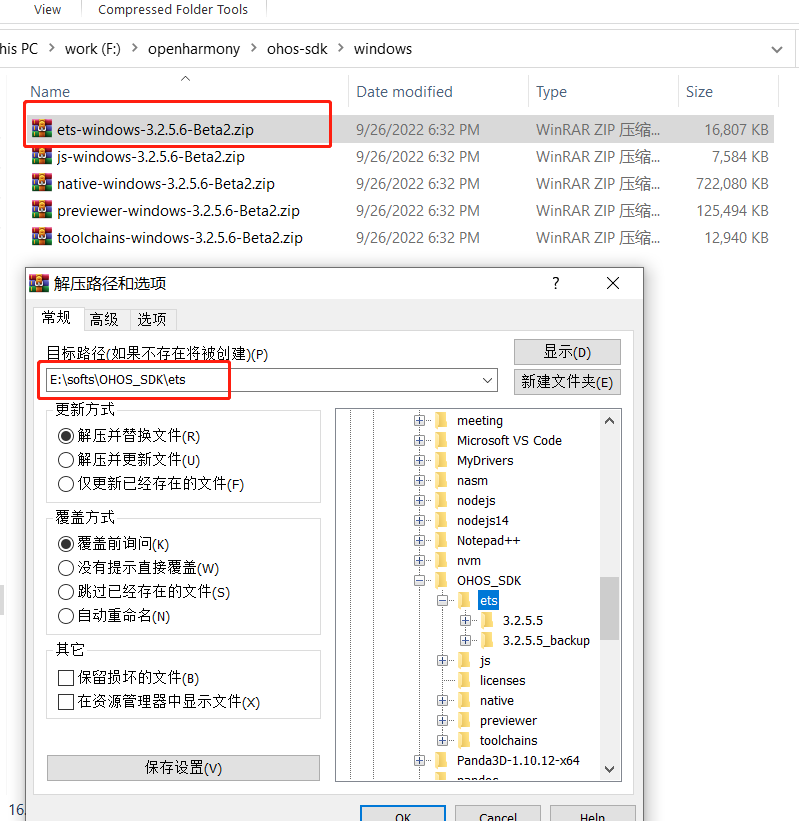 View Compressed Folder Tools
his PC > work (F:) > openharmony > ohos-sdk > windows
Name Date modified Type Size
ets-windows-3.2.5.6-Beta2.zip 9/26/2022 6:32 PM WinRAR ZIP 压缩... 16,807 KB
js-windows-3.2.5.6-Beta2.zip 9/26/2022 6:32 PM WinRAR ZIP 压缩... 7,584 KB
native-windows-3.2.5.6-Beta2.zip 9/26/2022 6:32 PM WinRAR ZIP 压缩... 722,080 KB
previewer-windows-3.2.5.6-Beta2.zip 9/26/2022 6:32 PM WinRAR ZIP 压缩... 125,494 KB
toolchains-windows-3.2.5.6-Beta2.zip 9/26/2022 6:32 PM WinRAR ZIP 压缩... 12,940 KB
解压路径和选项 ?
常规 高级 选项
目标路径(如果不存在将被创建)(P)
显示(D)
E:\softs\OHOS_SDK\ets
新建文件夹(E)
更新方式
解压并替换文件(R)
解压并更新文件(U)
仅更新已经存在的文件(F)
覆盖方式
覆盖前询问(K)
没有提示直接覆盖(W)
跳过已经存在的文件(S)
自动重命名(N)
其它
保留损坏的文件(B)
在资源管理器中显示文件(X)
保存设置(V)
meeting
Microsoft VS Code
MyDrivers
nasm
nodejs
nodejs14
Notepad++
nvm
OHOS_SDK
ets
3.2.5.5
3.2.5.5_backup
js
licenses
native
previewer
toolchains
Panda3D-1.10.12-x64
pandoc
16
OK Cancel Help